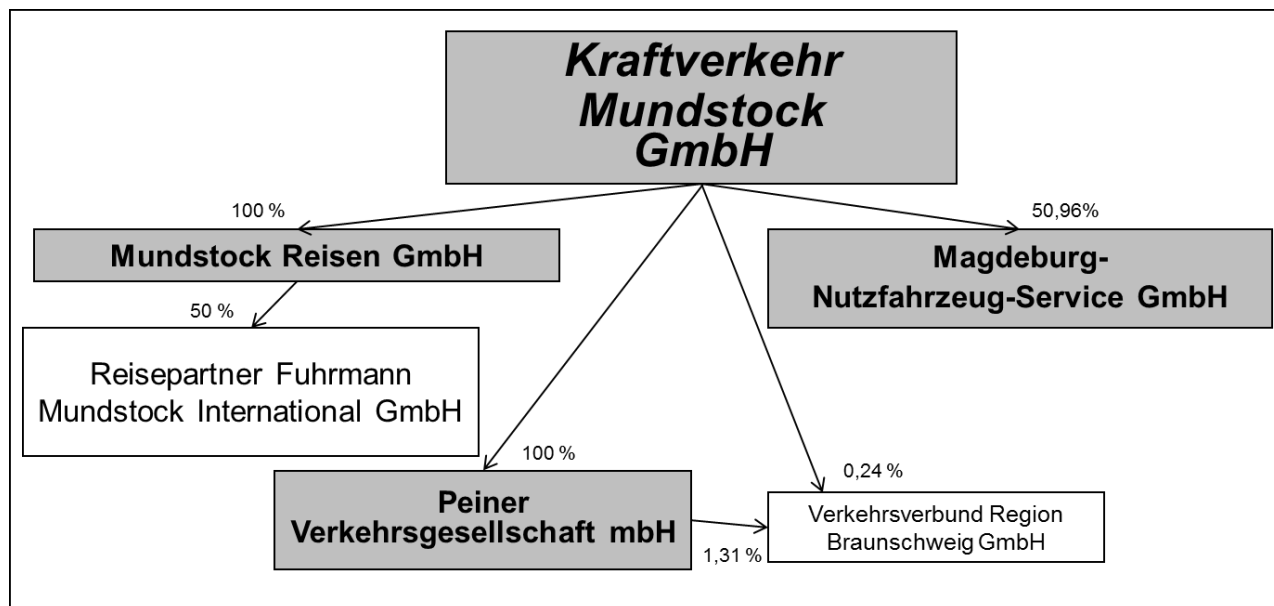 Kraftverkehr
Mundstock
GmbH
100 %
50,96%
Mundstock Reisen GmbH
Magdeburg-
Nutzfahrzeug-Service GmbH
50 %
Reisepartner Fuhrmann
Mundstock International GmbH
100 %
0,24 %
Peiner
Verkehrsgesellschaft mbH
1,31 %
Verkehrsverbund Region
Braunschweig GmbH